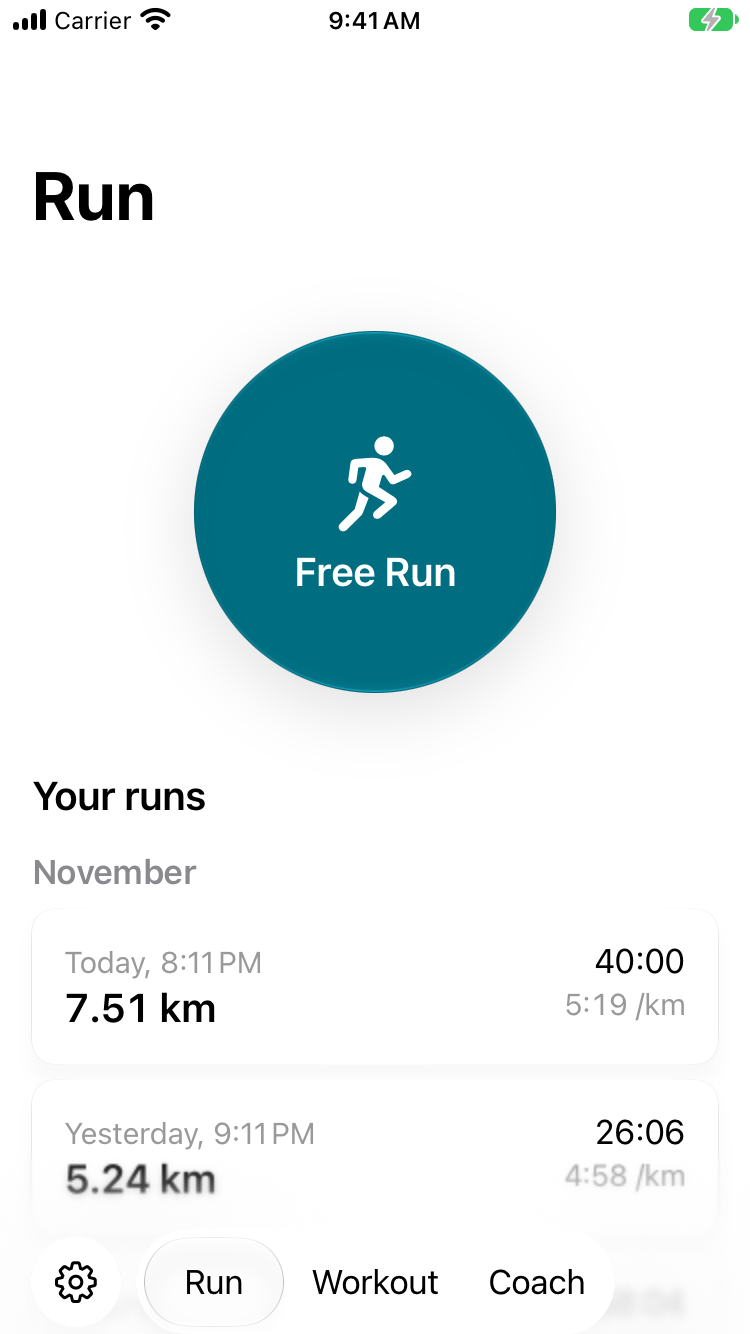 Carrier 9:41 AM
Run
Free Run
Your runs
November
Today, 8:11 PM 40:00
7.51 km 5:19 /km
Yesterday, 9:11 PM 26:06
5.24 km 4:58 /km
Run Workout Coach